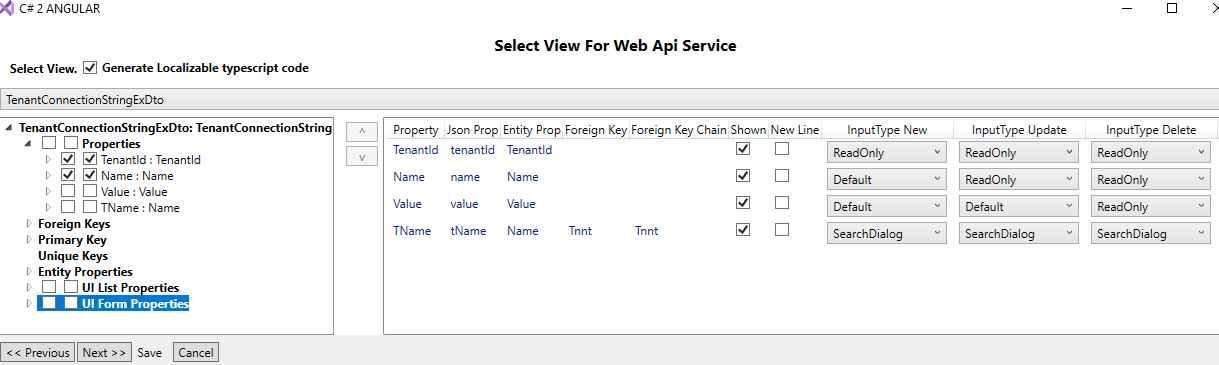 C# 2 ANGULAR
Select View For Web Api Service
Select View. Generate Localizable typescript code
TenantConnectionStringExDto
TenantConnectionStringExDto: TenantConnectionString
Properties
TenantId : TenantId
Name : Name
Value : Value
TName : Name
Foreign Keys
Primary Key
Unique Keys
Entity Properties
UI List Properties
UI Form Properties
^
v
Property Json Prop Entity Prop Foreign Key Foreign Key Chain Shown New Line InputType New InputType Update InputType Delete
TenantId tenantId TenantId ReadOnly ReadOnly ReadOnly
Name name Name Default ReadOnly ReadOnly
Value value Value Default Default ReadOnly
TName tName Name Tnnt Tnnt SearchDialog SearchDialog SearchDialog
<< Previous Next >> Save Cancel